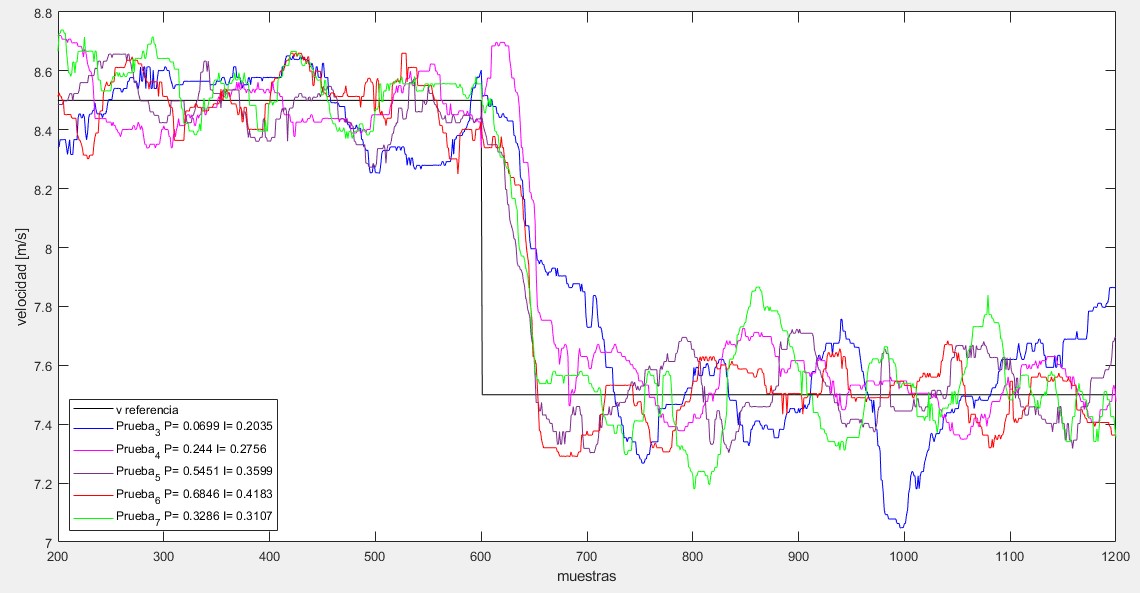 8.8
8.6
8.4
8.2
8
7.8
7.6
7.4
7.2
7
velocidad [m/s]
v referencia
Prueba3 P= 0.0699 I= 0.2035
Prueba4 P= 0.244 I= 0.2756
Prueba5 P= 0.5451 I= 0.3599
Prueba6 P= 0.6846 I= 0.4183
Prueba7 P= 0.3286 I= 0.3107
200 300 400 500 600 700 800 900 1000 1100 1200
muestras